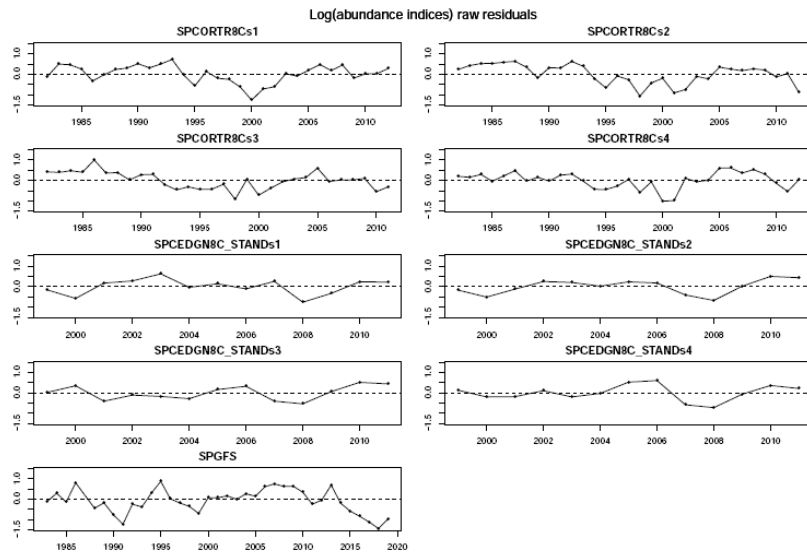 Log(abundance indices) raw residuals
SPCORTR8Cs1 SPCORTR8Cs2
1.0 1.0
0.0 0.0
-1.5 -1.5
1985 1990 1995 2000 2005 2010 1985 1990 1995 2000 2005 2010
SPCORTR8Cs3 SPCORTR8Cs4
1.0 1.0
0.0 0.0
-1.5 -1.5
1985 1990 1995 2000 2005 2010 1985 1990 1995 2000 2005 2010
SPCEDGN8C_STANDs1 SPCEDGN8C_STANDs2
1.0 1.0
0.0 0.0
-1.5 -1.5
2000 2002 2004 2006 2008 2010 2000 2002 2004 2006 2008 2010
SPCEDGN8C_STANDs3 SPCEDGN8C_STANDs4
1.0 1.0
0.0 0.0
-1.5 -1.5
2000 2002 2004 2006 2008 2010 2000 2002 2004 2006 2008 2010
SPGFS
1.0
0.0
-1.5
1985 1990 1995 2000 2005 2010 2015 2020